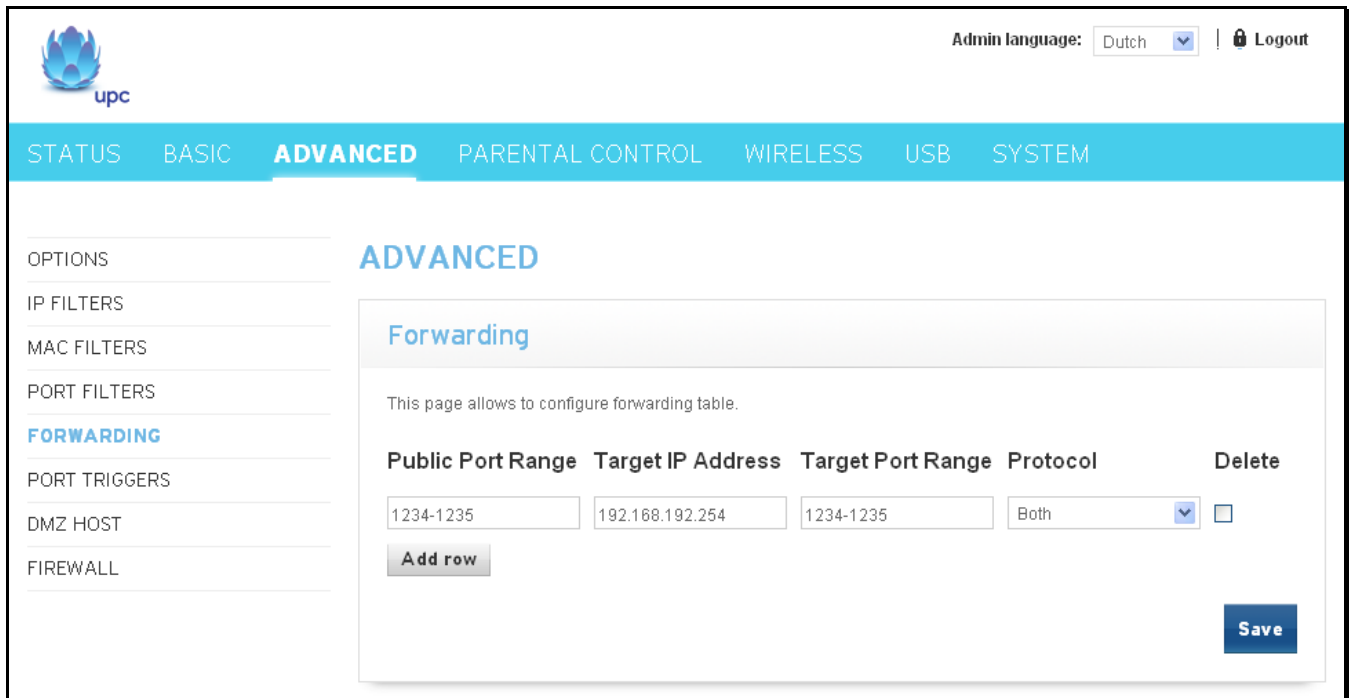 Admin language: Dutch | Logout
upc
STATUS BASIC ADVANCED PARENTAL CONTROL WIRELESS USB SYSTEM
OPTIONS
IP FILTERS
MAC FILTERS
PORT FILTERS
FORWARDING
PORT TRIGGERS
DMZ HOST
FIREWALL
ADVANCED
Forwarding
This page allows to configure forwarding table.
Public Port Range Target IP Address Target Port Range Protocol Delete
1234-1235 192.168.192.254 1234-1235 Both
Add row
Save